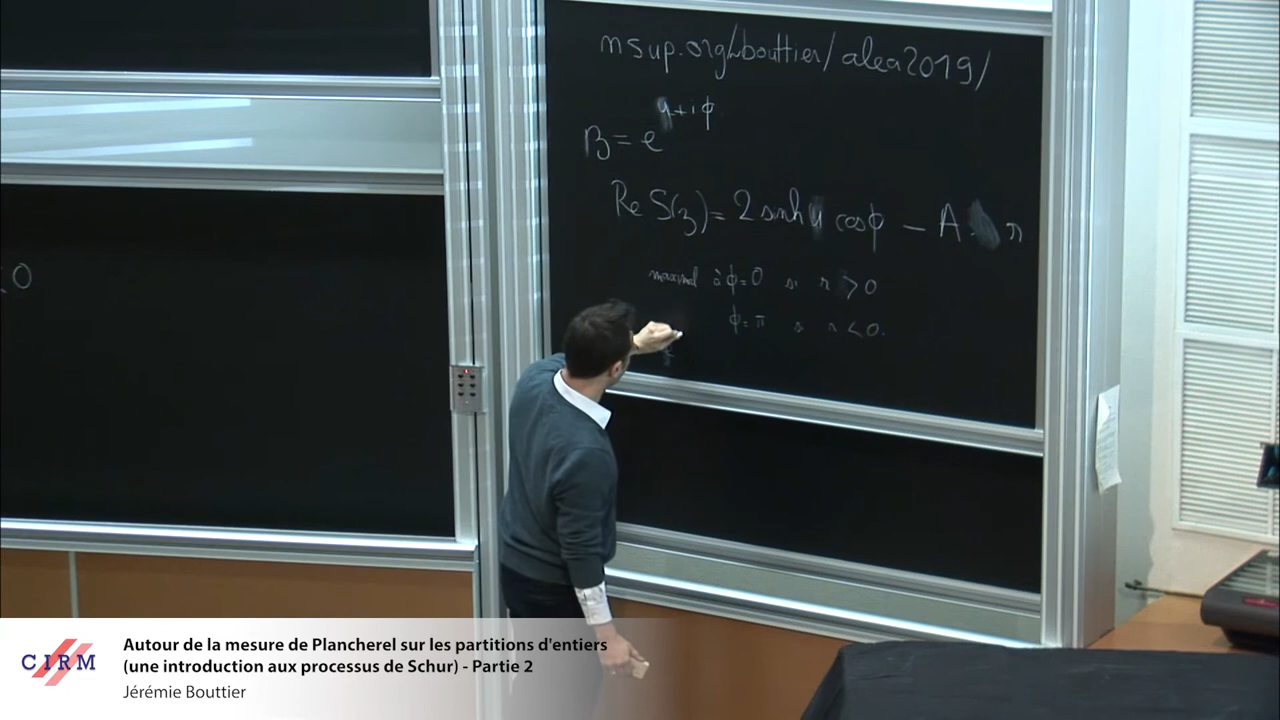 msup.org/~bouttier/alea2019/
z = e^{u+iϕ}
Re S(z) = 2 sinh u cos ϕ - A
maximal à ϕ=0 si r > 0
ϕ=π si r < 0.
0
CIRM
Autour de la mesure de Plancherel sur les partitions d'entiers
(une introduction aux processus de Schur) - Partie 2
Jérémie Bouttier